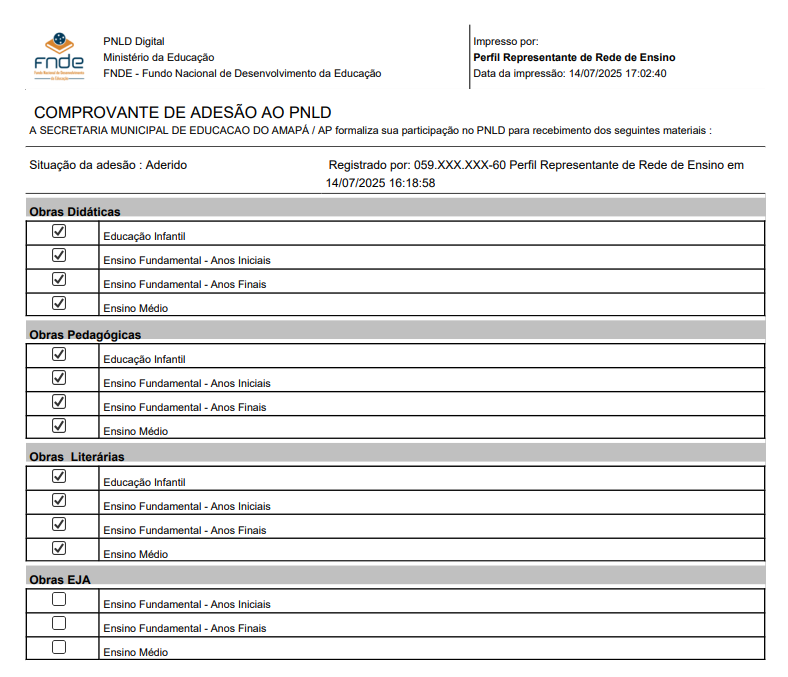 fnde
PNLD Digital
Ministério da Educação
FNDE - Fundo Nacional de Desenvolvimento da Educação
Impresso por:
Perfil Representante de Rede de Ensino
Data da impressão: 14/07/2025 17:02:40
COMPROVANTE DE ADESÃO AO PNLD
A SECRETARIA MUNICIPAL DE EDUCACAO DO AMAPÁ / AP formaliza sua participação no PNLD para recebimento dos seguintes materiais :
Situação da adesão : Aderido
Registrado por: 059.XXX.XXX-60 Perfil Representante de Rede de Ensino em
14/07/2025 16:18:58
Obras Didáticas
Educação Infantil
Ensino Fundamental - Anos Iniciais
Ensino Fundamental - Anos Finais
Ensino Médio
Obras Pedagógicas
Educação Infantil
Ensino Fundamental - Anos Iniciais
Ensino Fundamental - Anos Finais
Ensino Médio
Obras  Literárias
Educação Infantil
Ensino Fundamental - Anos Iniciais
Ensino Fundamental - Anos Finais
Ensino Médio
Obras EJA
Ensino Fundamental - Anos Iniciais
Ensino Fundamental - Anos Finais
Ensino Médio